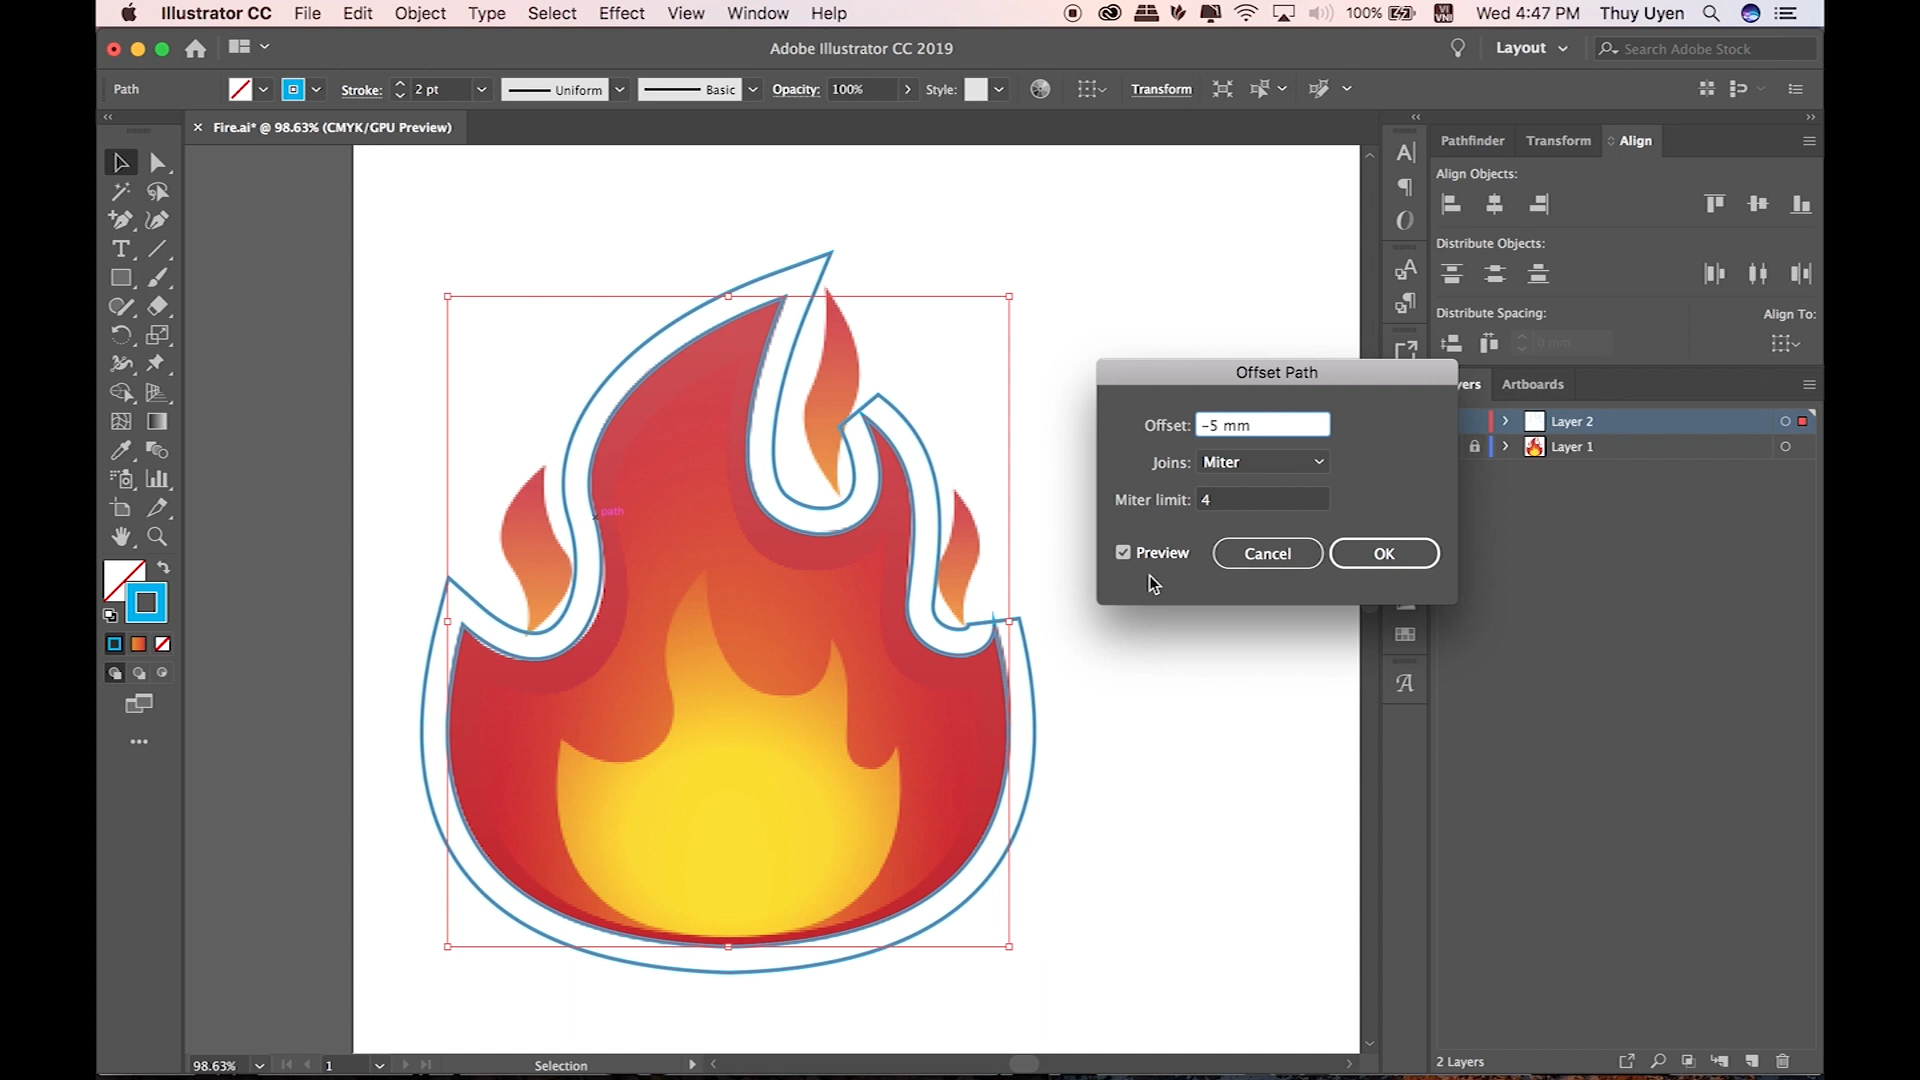 Illustrator CC File Edit Object Type Select Effect View Window Help 100% VI VNI Wed 4:47 PM Thuy Uyen
Adobe Illustrator CC 2019 Layout Search Adobe Stock
Path Stroke: 2 pt Uniform Basic Opacity: 100% Style: Transform
× Fire.ai* @ 98.63% (CMYK/GPU Preview)
Pathfinder Transform Align
Align Objects:
Distribute Objects:
Distribute Spacing: Align To:
0 mm
Offset Path
yers Artboards
Offset: -5 mm
Layer 2
Layer 1
Joins: Miter
Miter limit: 4
path
Preview Cancel OK
98.63% 1 Selection 2 Layers